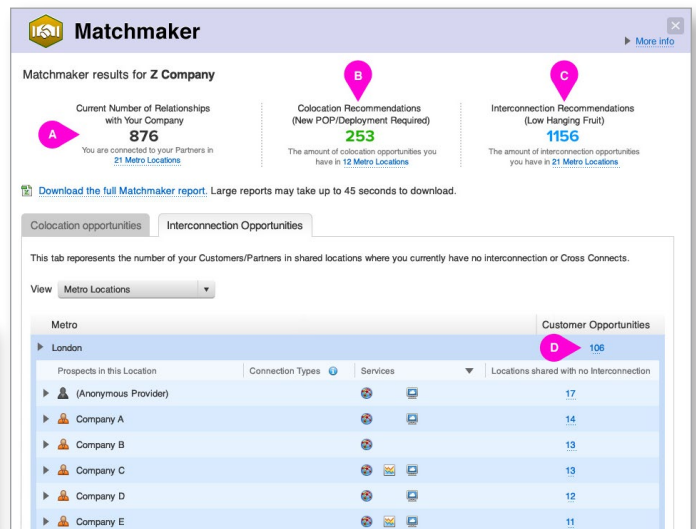 Matchmaker
More info
Matchmaker results for Z Company
A
Current Number of Relationships
with Your Company
876
You are connected to your Partners in
21 Metro Locations
B
Colocation Recommendations
(New POP/Deployment Required)
253
The amount of colocation opportunities you
have in 12 Metro Locations
C
Interconnection Recommendations
(Low Hanging Fruit)
1156
The amount of interconnection opportunities
you have in 21 Metro Locations
Download the full Matchmaker report. Large reports may take up to 45 seconds to download.
Colocation opportunities Interconnection Opportunities
This tab reporesents the number of your Customers/Partners in shared locations where you currently have no interconnection or Cross Connects.
View Metro Locations
Metro Customer Opportunities
London D 106
Prospects in this Location Connection Types Services Locations shared with no Interconnection
(Anonymous Provider) 17
Company A 14
Company B 13
Company C 13
Company D 12
Company E 11